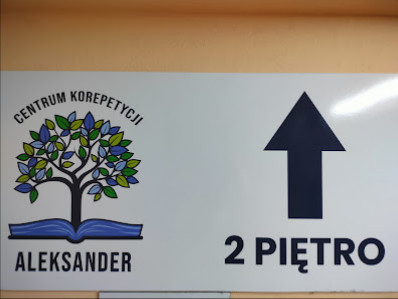 CENTRUM KOREPETYCJI
ALEKSANDER
2 PIĘTRO